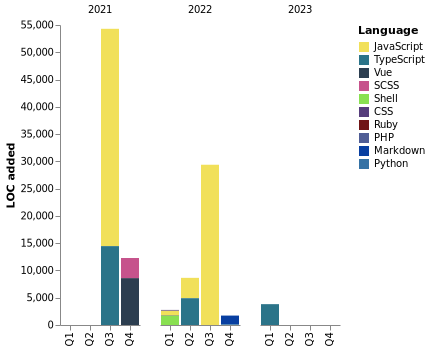 2021 2022 2023
Language
JavaScript
TypeScript
Vue
SCSS
Shell
CSS
Ruby
PHP
Markdown
Python
LOC added
55,000
50,000
45,000
40,000
35,000
30,000
25,000
20,000
15,000
10,000
5,000
0
Q1 Q2 Q3 Q4 Q1 Q2 Q3 Q4 Q1 Q2 Q3 Q4